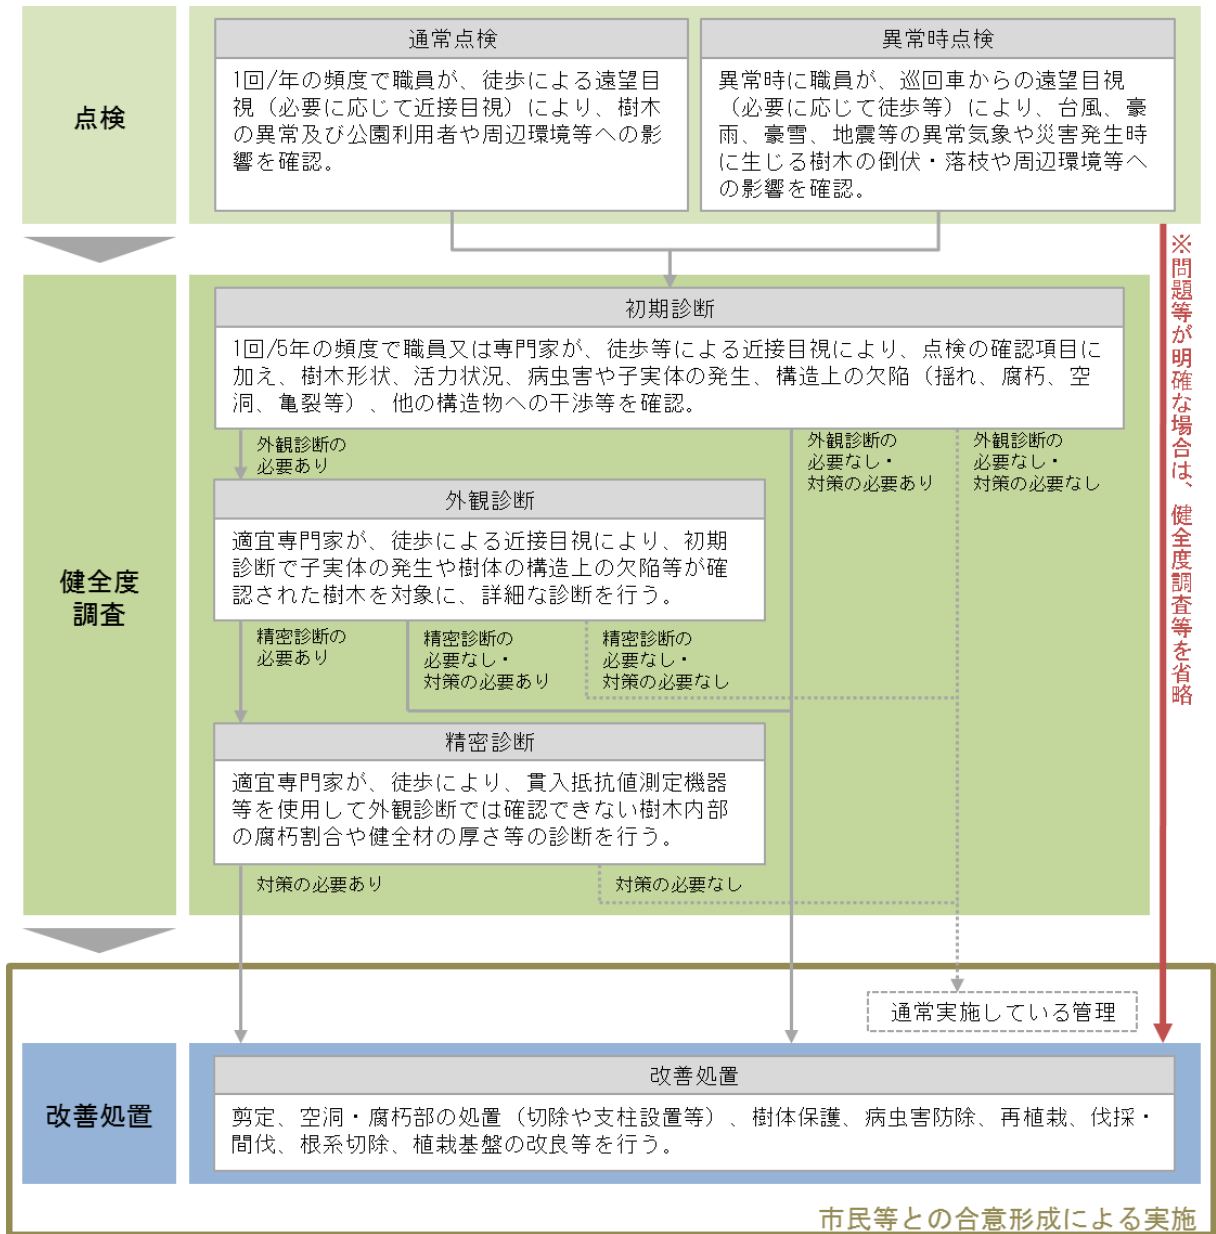 点検
通常点検
1回/年の頻度で職員が、徒歩による遠望目
視（必要に応じて近接目視）により、樹木
の異常及び公園利用者や周辺環境等への影
響を確認。
異常時点検
異常時に職員が、巡回車からの遠望目視
（必要に応じて徒歩等）により、台風、豪
雨、豪雪、地震等の異常気象や災害発生時
に生じる樹木の倒伏・落枝や周辺環境等へ
の影響を確認。
※問題等が明確な場合は、健全度調査等を省略
健全度
調査
初期診断
1回/5年の頻度で職員又は専門家が、徒歩等による近接目視により、点検の確認項目に
加え、樹木形状、活力状況、病虫害や子実体の発生、構造上の欠陥（揺れ、腐朽、空
洞、亀裂等）、他の構造物への干渉等を確認。
外観診断の
必要あり
外観診断の
必要なし・
対策の必要あり
外観診断の
必要なし・
対策の必要なし
外観診断
適宜専門家が、徒歩による近接目視により、初期
診断で子実体の発生や樹体の構造上の欠陥等が確
認された樹木を対象に、詳細な診断を行う。
精密診断の
必要あり
精密診断の
必要なし・
対策の必要あり
精密診断の
必要なし・
対策の必要なし
精密診断
適宜専門家が、徒歩により、貫入抵抗値測定機器
等を使用して外観診断では確認できない樹木内部
の腐朽割合や健全材の厚さ等の診断を行う。
対策の必要あり
対策の必要なし
通常実施している管理
改善処置
改善処置
剪定、空洞・腐朽部の処置（切除や支柱設置等）、樹体保護、病虫害防除、再植栽、伐採・
間伐、根系切除、植栽基盤の改良等を行う。
市民等との合意形成による実施